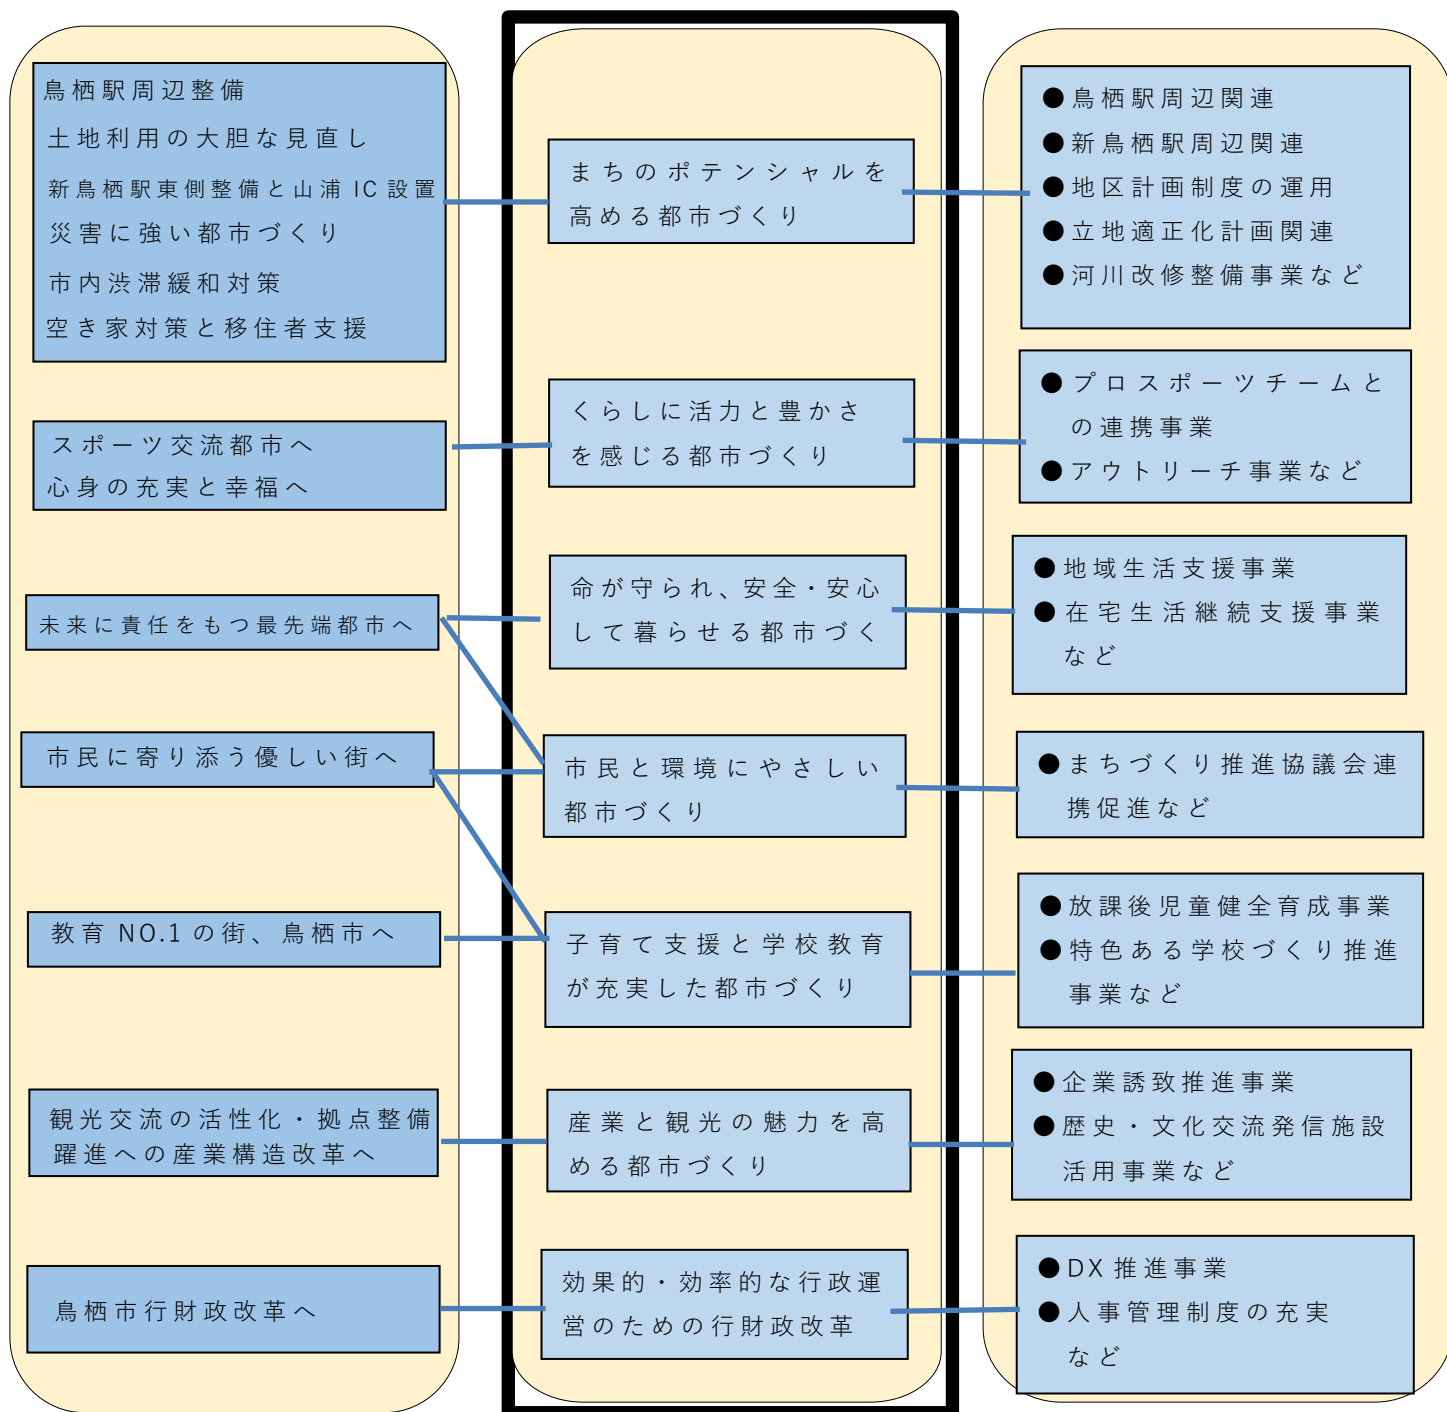 鳥栖駅周辺整備
土地利用の大胆な見直し
新鳥栖駅東側整備と山浦 IC 設置
災害に強い都市づくり
市内渋滞緩和対策
空き家対策と移住者支援
スポーツ交流都市へ
心身の充実と幸福へ
未来に責任をもつ最先端都市へ
市民に寄り添う優しい街へ
教育 NO.1 の街、鳥栖市へ
観光交流の活性化・拠点整備
躍進への産業構造改革へ
鳥栖市行財政改革へ
まちのポテンシャルを
高める都市づくり
くらしに活力と豊かさ
を感じる都市づくり
命が守られ、安全・安心
して暮らせる都市づく
市民と環境にやさしい
都市づくり
子育て支援と学校教育
が充実した都市づくり
産業と観光の魅力を高
める都市づくり
効果的・効率的な行政運
営のための行財政改革
●鳥栖駅周辺関連
●新鳥栖駅周辺関連
●地区計画制度の運用
●立地適正化計画関連
●河川改修整備事業など
●プロスポーツチームと
の連携事業
●アウトリーチ事業など
●地域生活支援事業
●在宅生活継続支援事業
など
●まちづくり推進協議会連
携促進など
●放課後児童健全育成事業
●特色ある学校づくり推進
事業など
●企業誘致推進事業
●歴史・文化交流発信施設
活用事業など
●DX 推進事業
●人事管理制度の充実
など